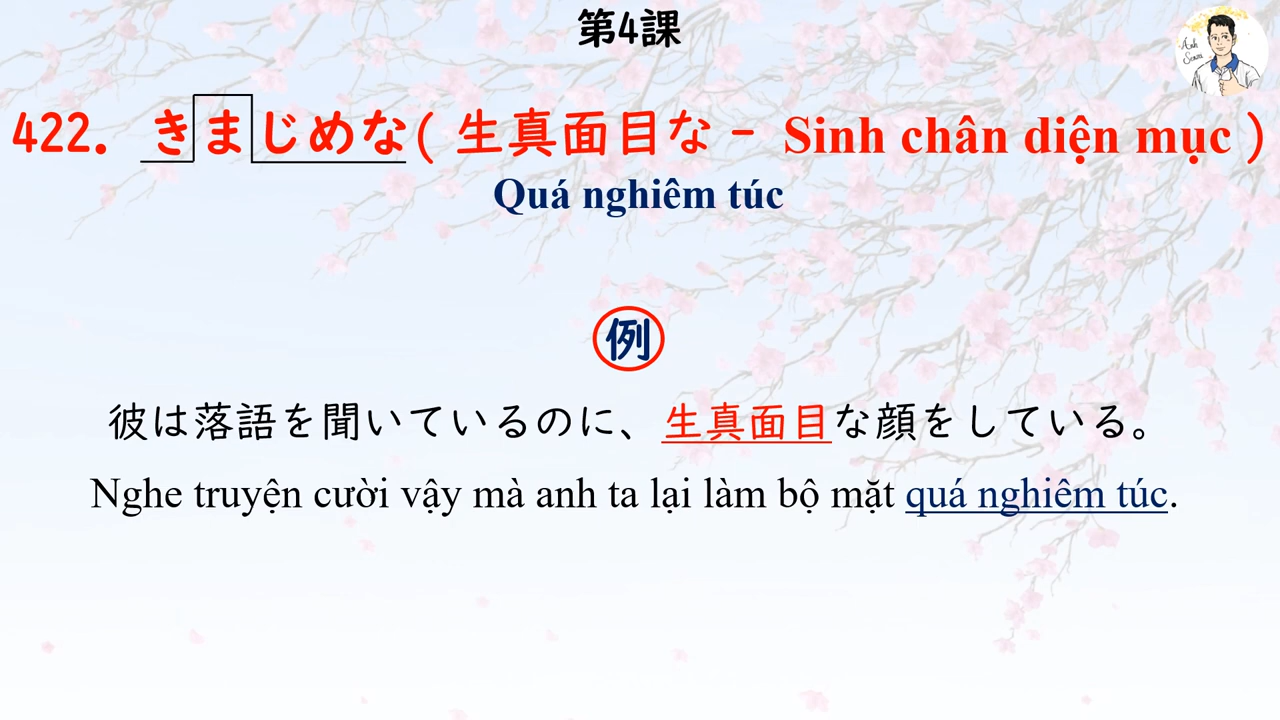 第4課
Anh
Sensei
422. きまじめな( 生真面目な - Sinh chân diện mục )
Quá nghiêm túc
例
彼は落語を聞いているのに、生真面目な顔をしている。
Nghe truyện cười vậy mà anh ta lại làm bộ mặt quá nghiêm túc.